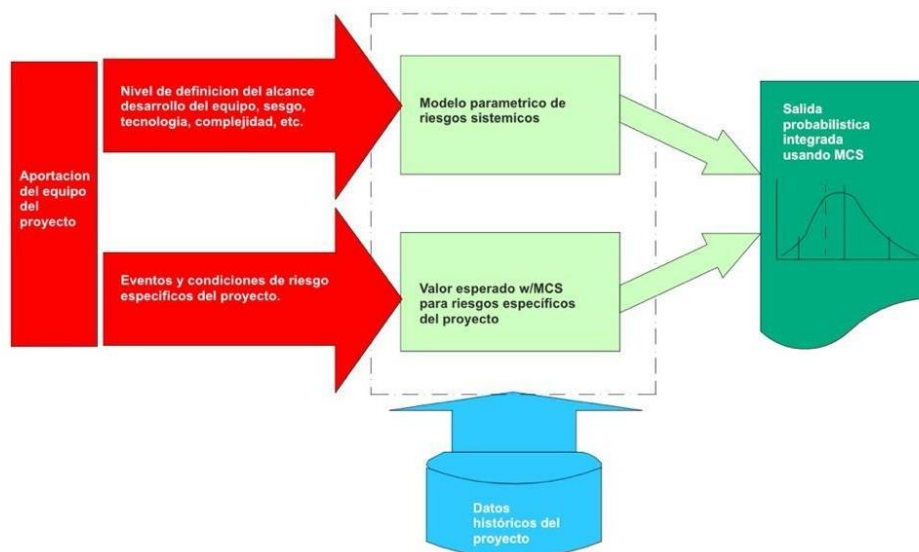 Aportacion
del equipo
del
proyecto
Nivel de definicion del alcance
desarrollo del equipo, sesgo,
tecnología, complejidad, etc.
Eventos y condiciones de riesgo
especificos del proyecto.
Modelo parametrico de
riesgos sistemicos
Valor esperado w/MCS
para riesgos específicos
del proyecto
Salida
probabilistica
integrada
usando MCS
Datos
históricos del
proyecto